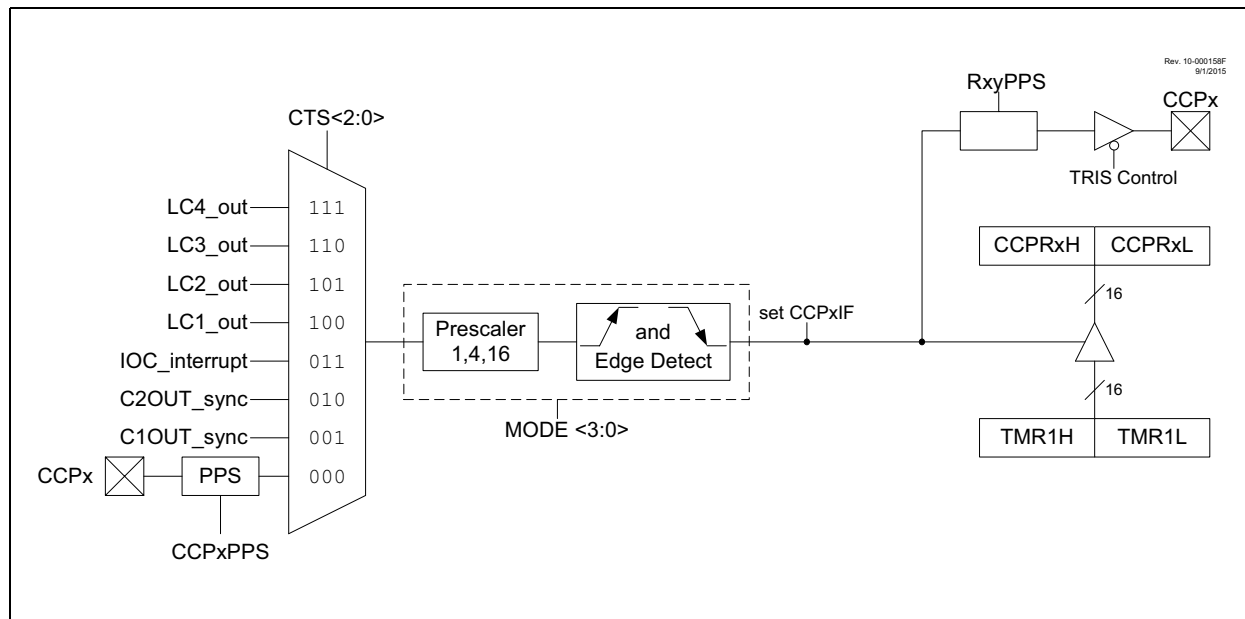 Rev. 10-000158F
9/1/2015
RxyPPS
CCPx
CTS<2:0>
TRIS Control
LC4_out
111
LC3_out
110
CCPRxH
CCPRxL
LC2_out
101
16
LC1_out
100
Prescaler
1,4,16
and
Edge Detect
set CCPxIF
IOC_interrupt
011
C2OUT_sync
010
16
MODE <3:0>
C1OUT_sync
001
TMR1H
TMR1L
CCPx
PPS
000
CCPxPPS